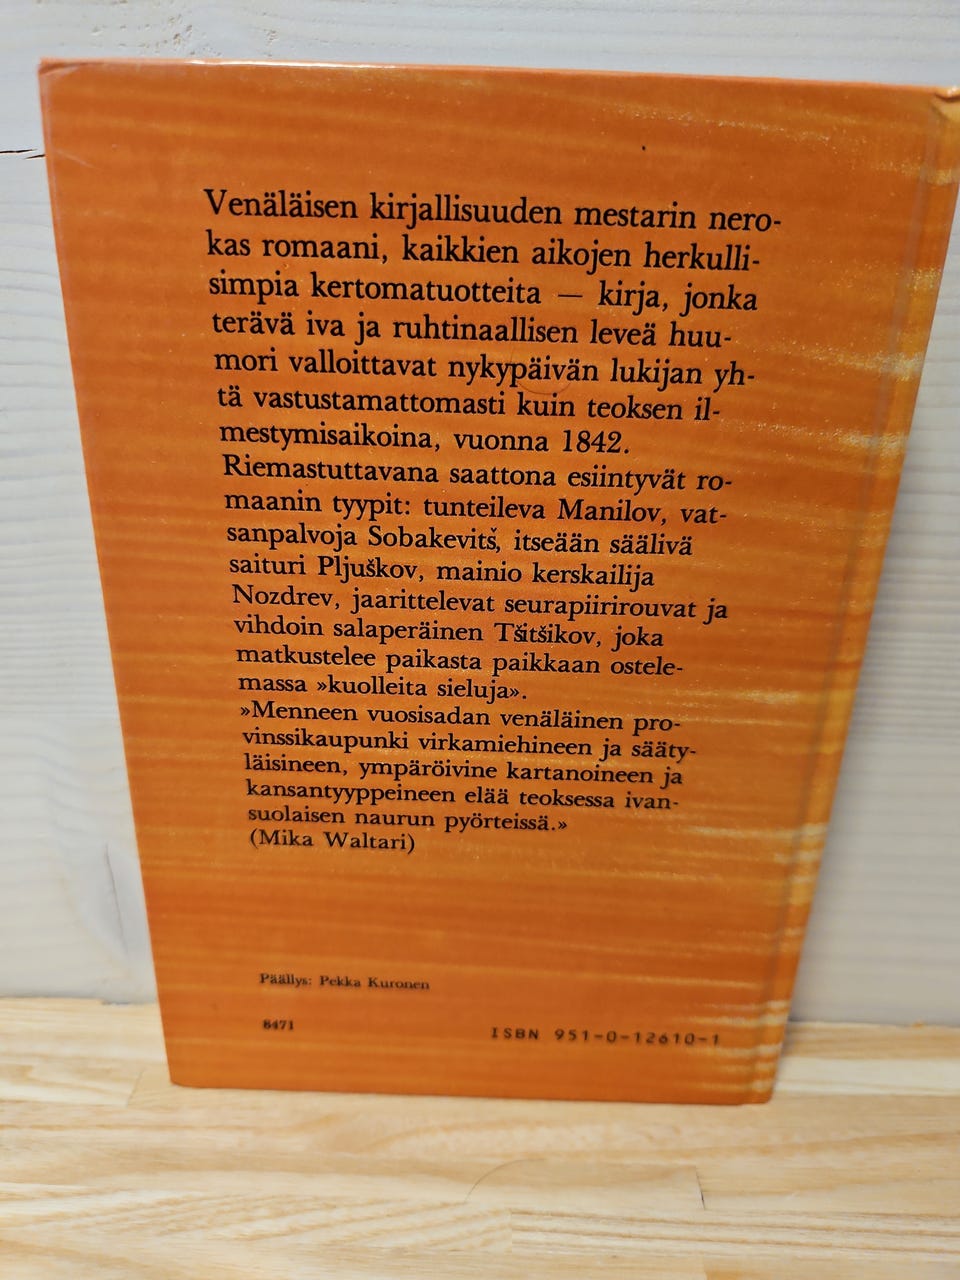 Venäläisen kirjallisuuden mestarin nero-
kas romaani, kaikkien aikojen herkulli-
simpia kertomatuotteita — kirja, jonka
terävä iva ja ruhtinaallisen leveä huu-
mori valloittavat nykypäivän lukijan yh-
tä vastustamattomasti kuin teoksen il-
mestymisaikoina, vuonna 1842.
Riemastuttavana saattona esiintyvät ro-
maanin tyypit: tunteileva Manilov, vat-
sanpalvoja Sobakevitš, itseään säälivä
saituri Pljuškov, mainio kerskailija
Nozdrev, jaarittelevat seurapiirirouvat ja
vihdoin salaperäinen Tšitšikov, joka
matkustelee paikasta paikkaan ostele-
massa »kuolleita sieluja».
»Menneen vuosisadan venäläinen pro-
vinssikaupunki virkamiehineen ja sääty-
läisineen, ympäröivine kartanoineen ja
kansantyyppeineen elää teoksessa ivan-
suolaisen naurun pyörteissä.»
(Mika Waltari)
Päällys: Pekka Kuronen
8471
ISBN 951-0-12610-1